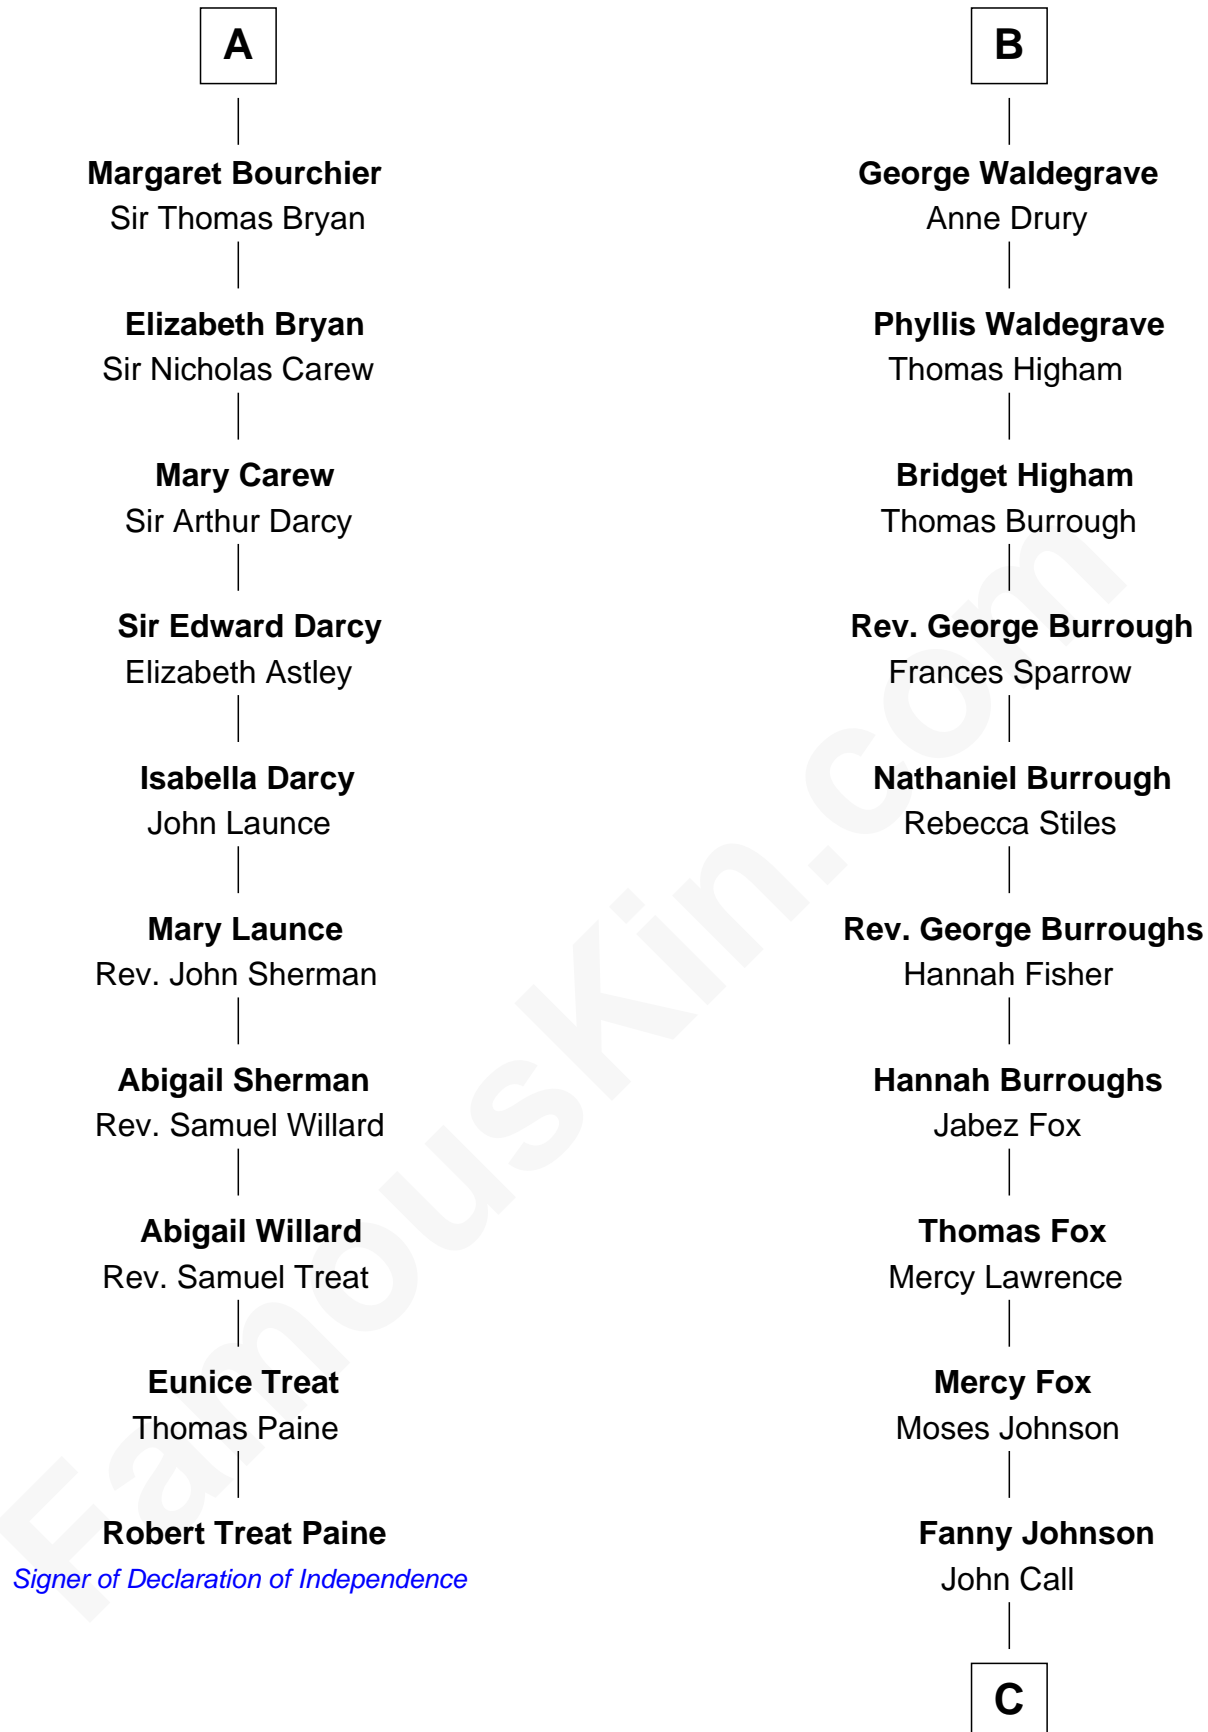 A
Margaret Bourchier
Sir Thomas Bryan
Elizabeth Bryan
Sir Nicholas Carew
Mary Carew
Sir Arthur Darcy
Sir Edward Darcy
Elizabeth Astley
Isabella Darcy
John Launce
Mary Launce
Rev. John Sherman
Abigail Sherman
Rev. Samuel Willard
Abigail Willard
Rev. Samuel Treat
Eunice Treat
Thomas Paine
Robert Treat Paine
Signer of Declaration of Independence
B
George Waldegrave
Anne Drury
Phyllis Waldegrave
Thomas Higham
Bridget Higham
Thomas Burrough
Rev. George Burrough
Frances Sparrow
Nathaniel Burrough
Rebecca Stiles
Rev. George Burroughs
Hannah Fisher
Hannah Burroughs
Jabez Fox
Thomas Fox
Mercy Lawrence
Mercy Fox
Moses Johnson
Fanny Johnson
John Call
C
FamousKin.com